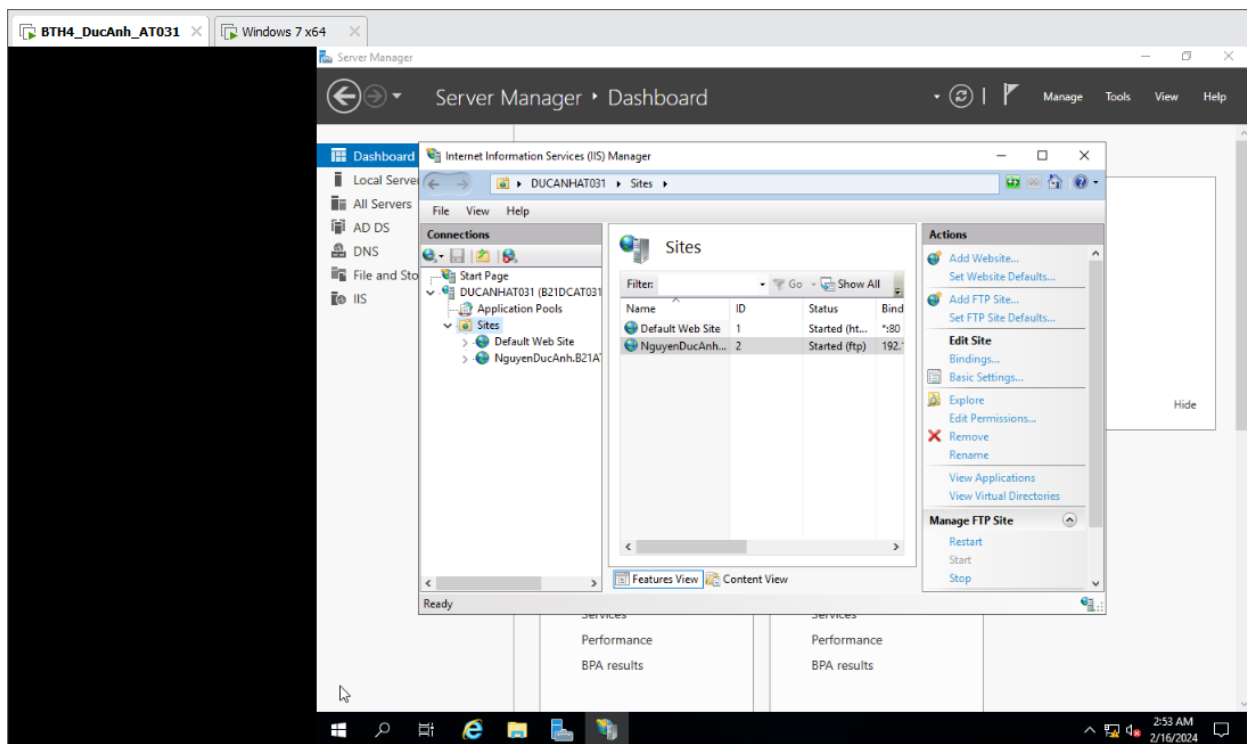 BTH4_DucAnh_AT031
Windows 7 x64
Server Manager
Server Manager
Dashboard
Manage
Tools
View
Help
Dashboard
Local Server
All Servers
AD DS
DNS
File and Sto
IIS
Internet Information Services (IIS) Manager
DUCANHAT031
Sites
File
View
Help
Connections
Start Page
DUCANHAT031 (B21DCAT031
Application Pools
Sites
Default Web Site
NguyenDucAnh.B21AT
Sites
Filter:
Go
Show All
Name ID Status Bind
Default Web Site 1 Started (ht... *:80
NguyenDucAnh... 2 Started (ftp) 192.
Features View
Content View
Actions
Add Website...
Set Website Defaults...
Add FTP Site...
Set FTP Site Defaults...
Edit Site
Bindings...
Basic Settings...
Explore
Edit Permissions...
Remove
Rename
View Applications
View Virtual Directories
Manage FTP Site
Restart
Start
Stop
Ready
Hide
Services
Performance
BPA results
Services
Performance
BPA results
2:53 AM
2/16/2024